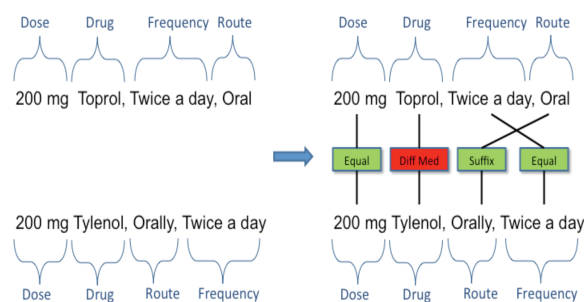 Dose Drug Frequency Route
200 mg Toprol, Twice a day, Oral
200 mg Tylenol, Orally, Twice a day
Dose Drug Route Frequency
Dose Drug Frequency Route
200 mg Toprol, Twice a day, Oral
Equal Diff Med Suffix Equal
200 mg Tylenol, Orally, Twice a day
Dose Drug Route Frequency